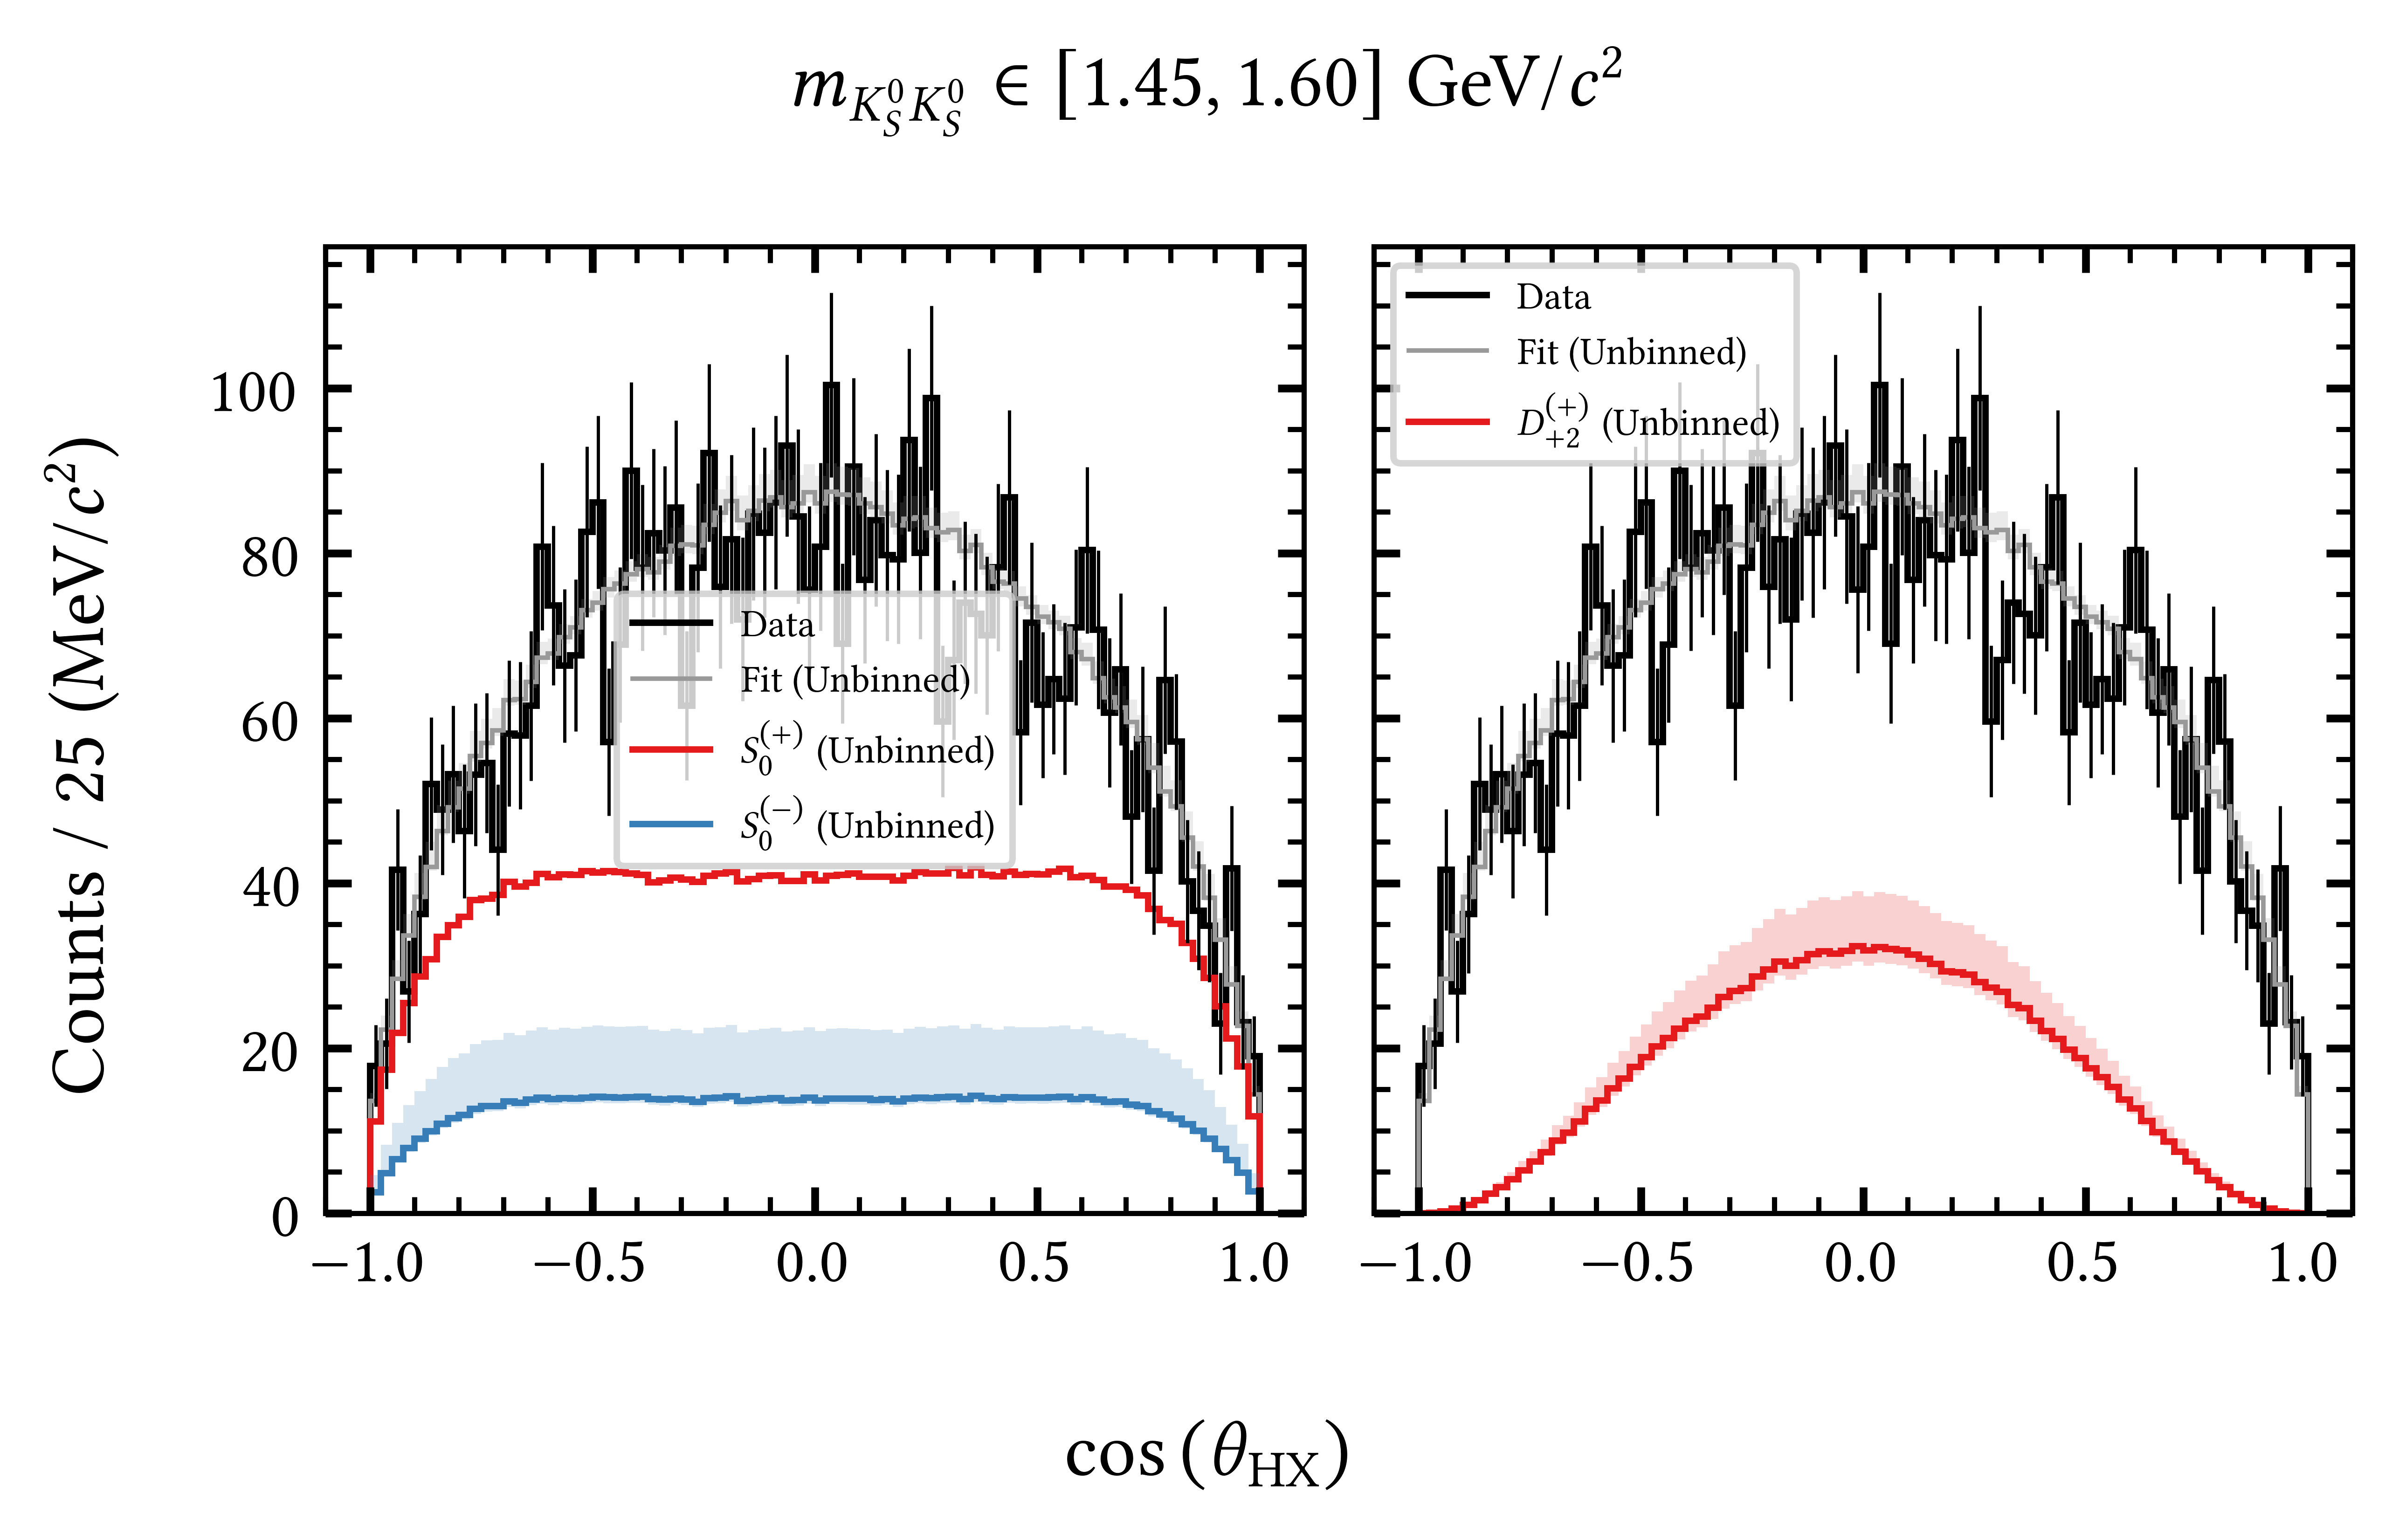 m_{K_S^0 K_S^0} ∈ [1.45, 1.60] GeV/c²
Counts / 25 (MeV/c²)
100
80
60
40
20
0
Data
Fit (Unbinned)
S_0^{(+)} (Unbinned)
S_0^{(−)} (Unbinned)
Data
Fit (Unbinned)
D_{+2}^{(+)} (Unbinned)
−1.0 −0.5 0.0 0.5 1.0
−1.0 −0.5 0.0 0.5 1.0
cos (θ_{HX})